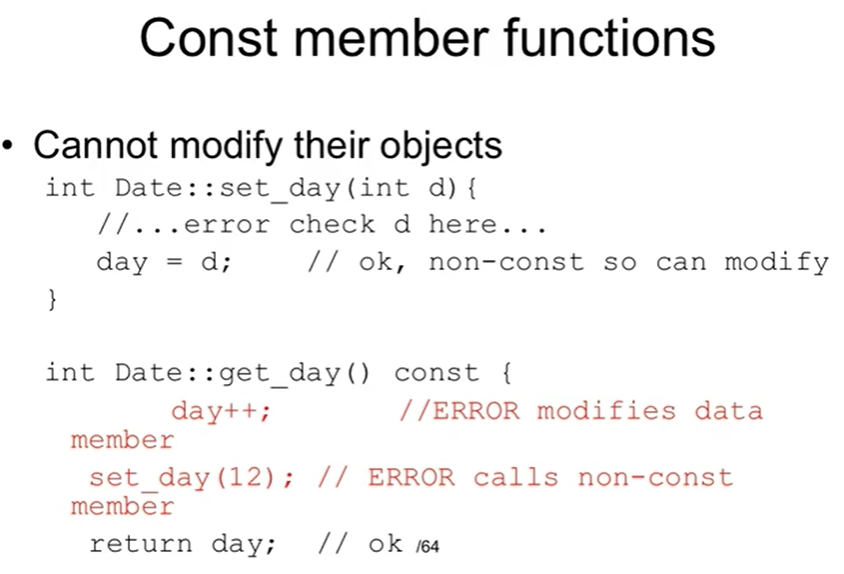 Const member functions
• Cannot modify their objects
int Date::set_day(int d){
//...error check d here...
day = d; // ok, non-const so can modify
}
int Date::get_day() const {
day++; //ERROR modifies data
member
set_day(12); // ERROR calls non-const
member
return day; // ok /64